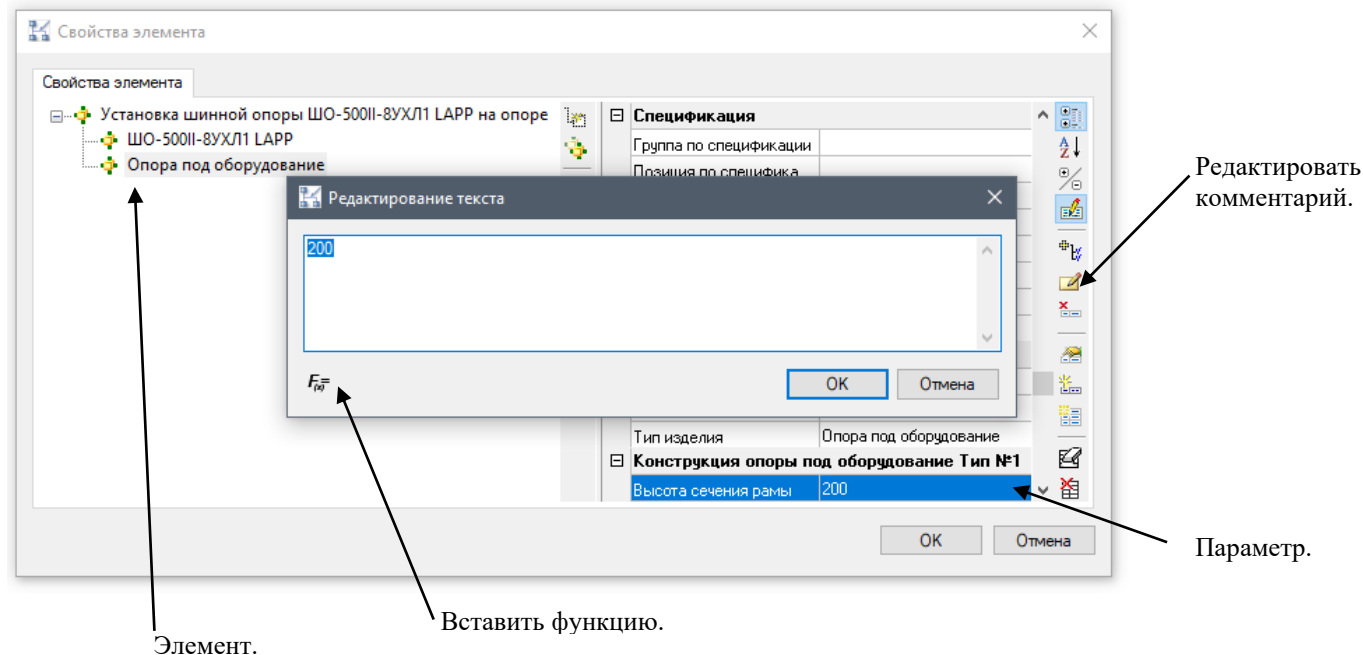 Свойства элемента
Свойства элемента
Установка шинной опоры ШО-500II-8УХЛ1 LAPP на опоре
ШО-500II-8УХЛ1 LAPP
Опора под оборудование
Спецификация
Группа по спецификации
Позиция по специфика
Редактировать
комментарий.
Редактирование текста
200
F(x)=
ОК Отмена
Тип изделия Опора под оборудование
Конструкция опоры под оборудование Тип №1
Высота сечения рамы 200
ОК Отмена
Параметр.
Вставить функцию.
Элемент.